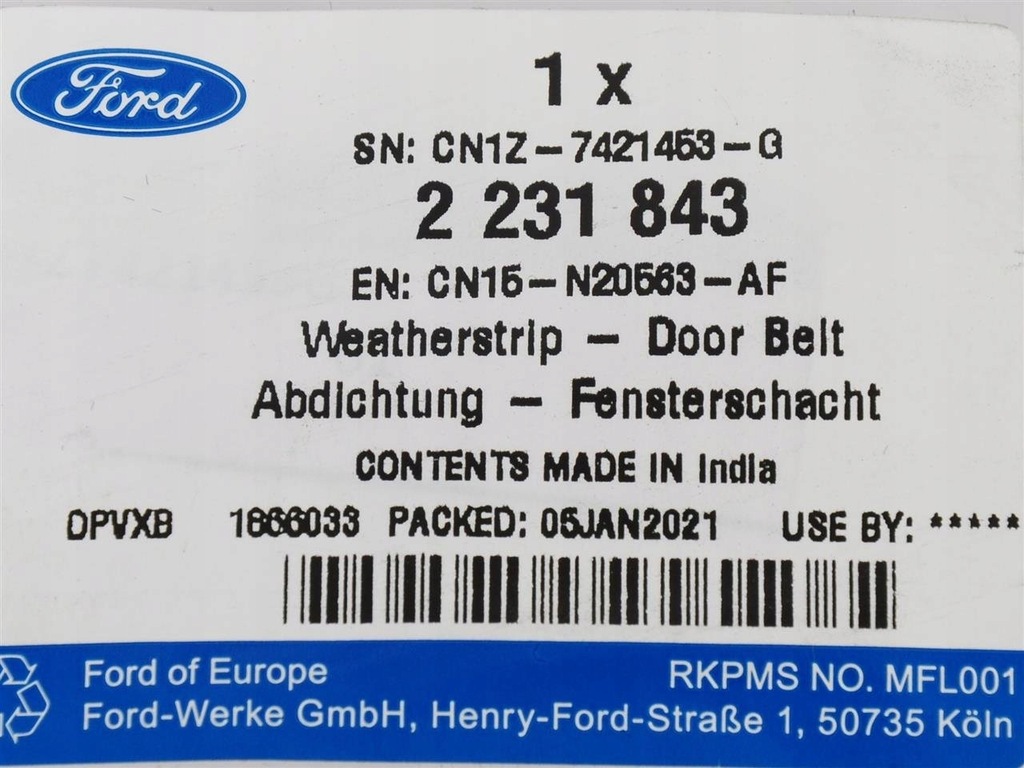 Ford
1 x
SN: CN1Z-7421453-G
2 231 843
EN: CN15-N20563-AF
Weatherstrip - Door Belt
Abdichtung - Fensterschacht
CONTENTS MADE IN India
OPVXB 1866033 PACKED: 05JAN2021 USE BY: *****
Ford of Europe RKPMS NO. MFL001
Ford-Werke GmbH, Henry-Ford-Straße 1, 50735 Köln